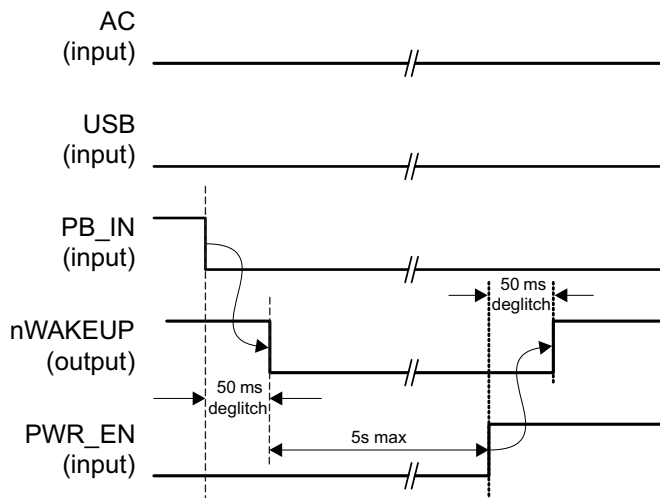 AC
(input)
USB
(input)
PB_IN
(input)
50 ms
deglitch
nWAKEUP
(output)
50 ms
deglitch
PWR_EN
(input)
5s max